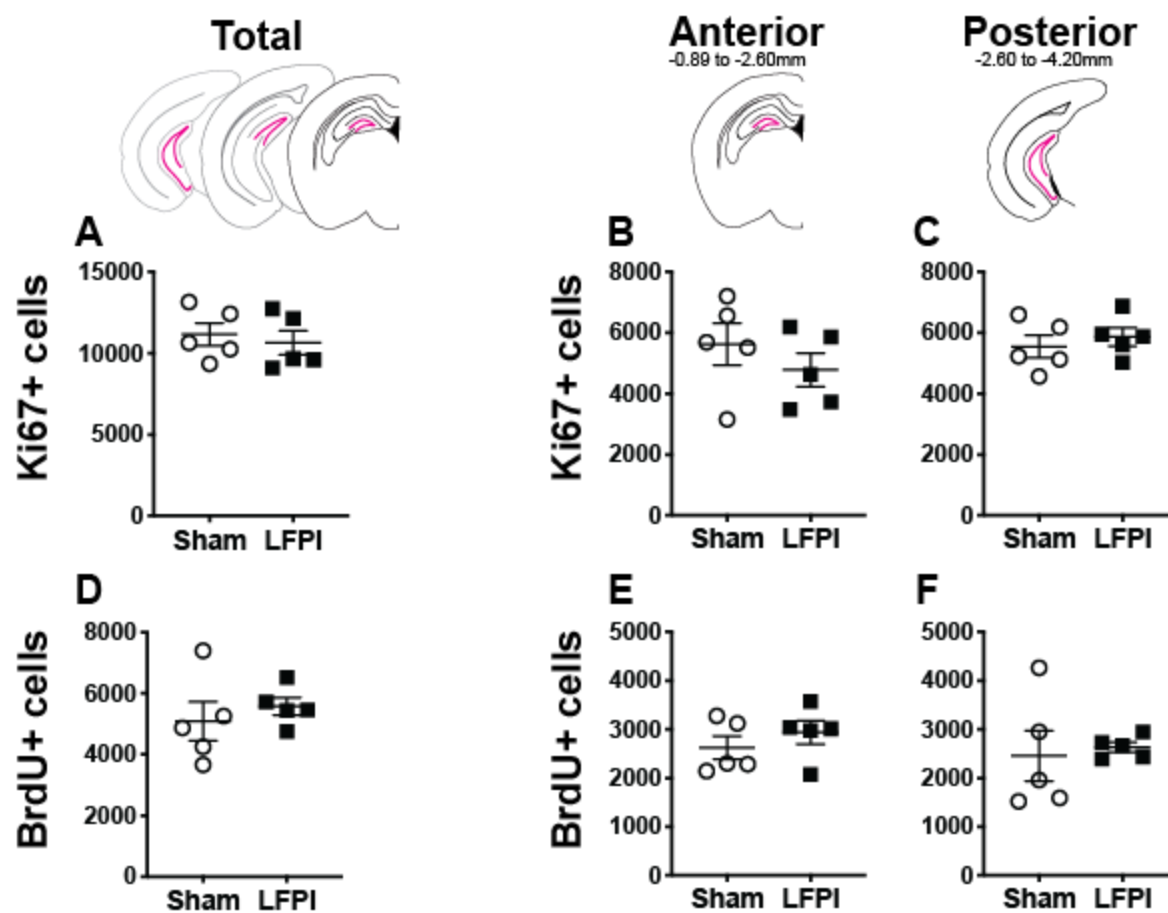 Total
Anterior
-0.89 to -2.60mm
Posterior
-2.60 to -4.20mm
A
Ki67+ cells
15000
10000
5000
0
Sham LFPI
B
Ki67+ cells
8000
6000
4000
2000
0
Sham LFPI
C
8000
6000
4000
2000
0
Sham LFPI
D
BrdU+ cells
8000
6000
4000
2000
0
Sham LFPI
E
BrdU+ cells
5000
4000
3000
2000
1000
0
Sham LFPI
F
5000
4000
3000
2000
1000
0
Sham LFPI